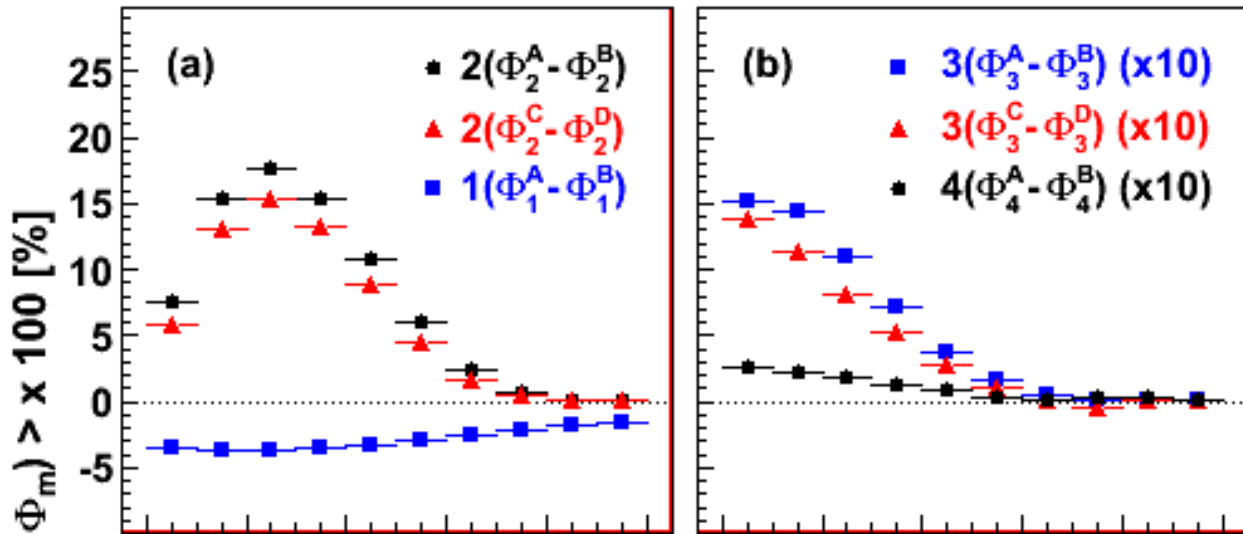 Φm) > x 100 [%]
25
20
15
10
5
0
-5
(a)
2(Φ₂ᴬ-Φ₂ᴮ)
2(Φ₂ᶜ-Φ₂ᴰ)
1(Φ₁ᴬ-Φ₁ᴮ)
(b)
3(Φ₃ᴬ-Φ₃ᴮ) (x10)
3(Φ₃ᶜ-Φ₃ᴰ) (x10)
4(Φ₄ᴬ-Φ₄ᴮ) (x10)